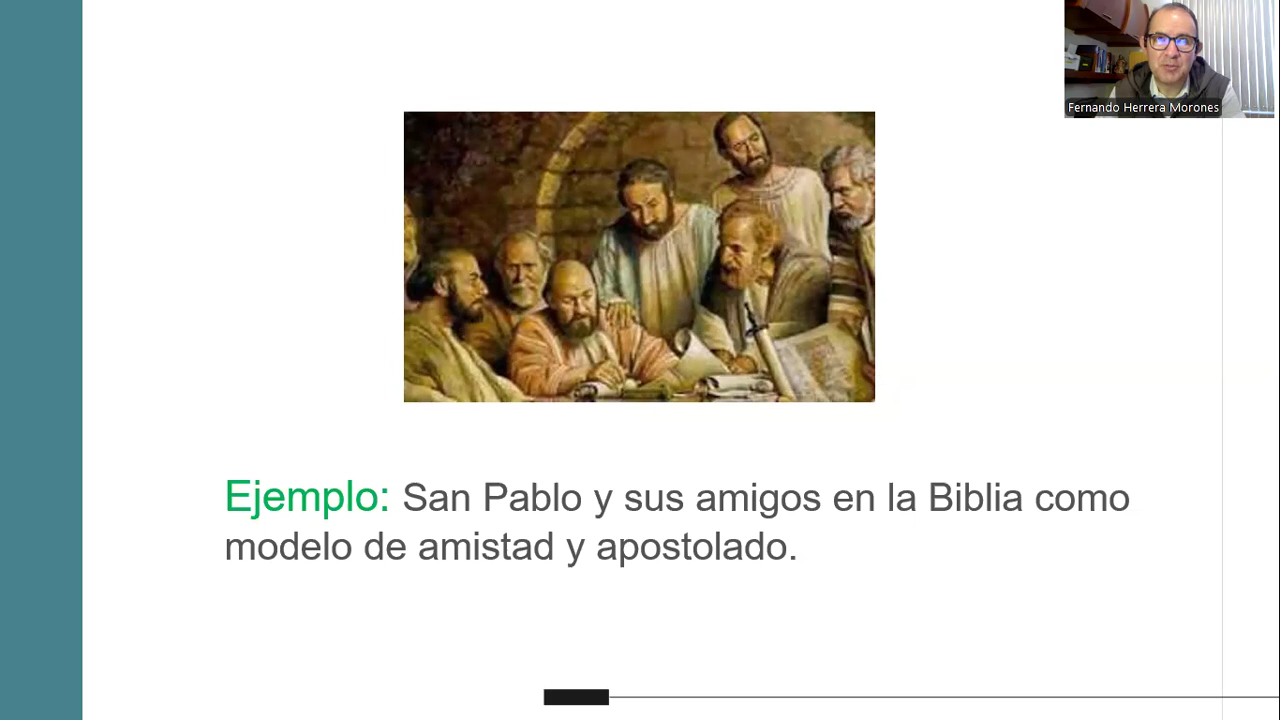 Fernando Herrera Morones
Ejemplo: San Pablo y sus amigos en la Biblia como
modelo de amistad y apostolado.